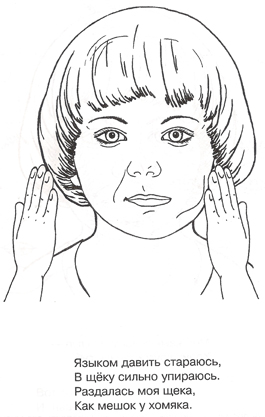 Языком давить стараюсь,
В щёку сильно упираюсь.
Раздалась моя щека,
Как мешок у хомяка.